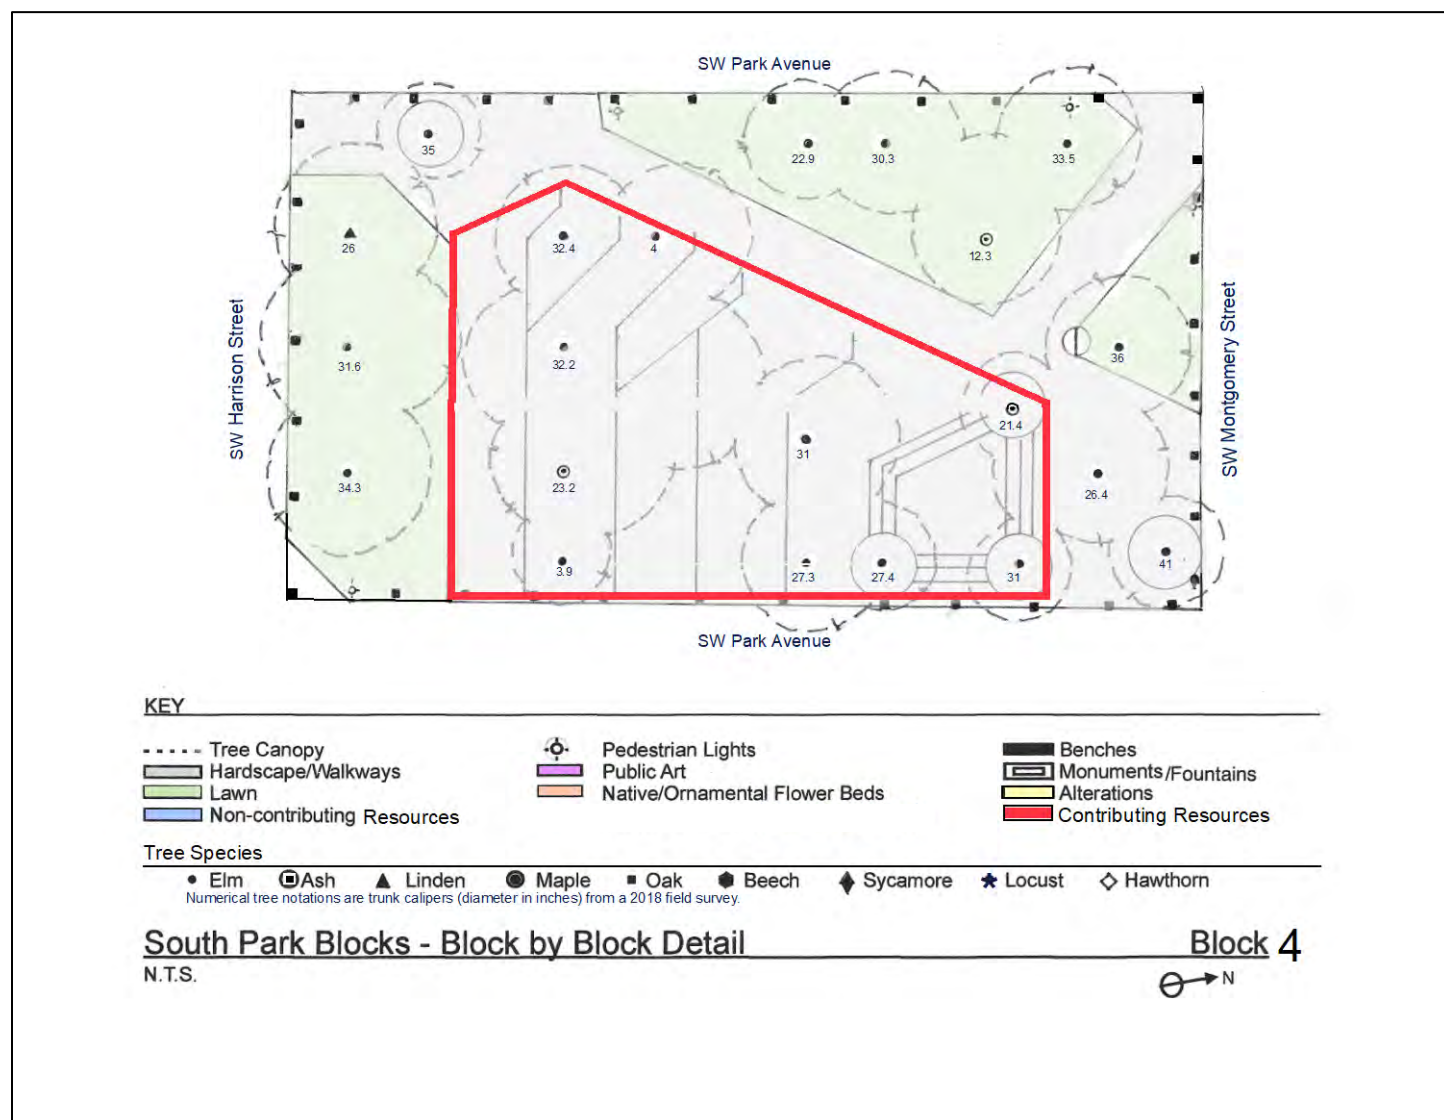 SW Park Avenue
35
22.9
30.3
33.5
26
32.4
4
12.3
SW Harrison Street
31.6
32.2
36
SW Montgomery Street
21.4
31
34.3
23.2
26.4
3.9
27.3
27.4
31
41
SW Park Avenue
KEY
Tree Canopy
Hardscape/Walkways
Lawn
Non-contributing Resources
Pedestrian Lights
Public Art
Native/Ornamental Flower Beds
Benches
Monuments/Fountains
Alterations
Contributing Resources
Tree Species
Elm Ash Linden Maple Oak Beech Sycamore Locust Hawthorn
Numerical tree notations are trunk calipers (diameter in inches) from a 2018 field survey.
South Park Blocks - Block by Block Detail Block 4
N.T.S. N